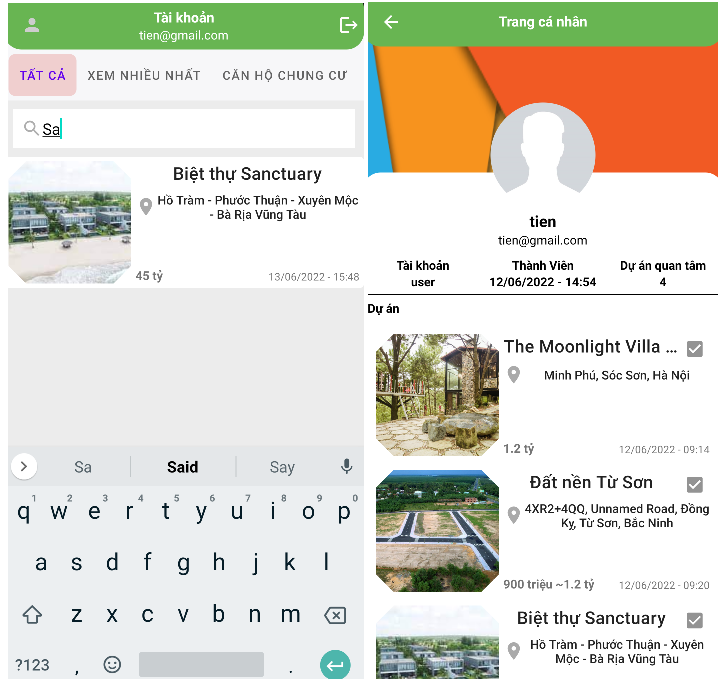 Tài khoản
tien@gmail.com
TẤT CẢ
XEM NHIỀU NHẤT
CĂN HỘ CHUNG CƯ
Sa
Biệt thự Sanctuary
Hồ Tràm - Phước Thuận - Xuyên Mộc
- Bà Rịa Vũng Tàu
45 tỷ
13/06/2022 - 15:48
Sa
Said
Say
1 2 3 4 5 6 7 8 9 0
q w e r t y u i o p
a s d f g h j k l
z x c v b n m
?123 , .
Trang cá nhân
tien
tien@gmail.com
Tài khoản
user
Thành Viên
12/06/2022 - 14:54
Dự án quan tâm
4
Dự án
The Moonlight Villa ...
Minh Phú, Sóc Sơn, Hà Nội
1.2 tỷ
12/06/2022 - 09:14
Đất nền Từ Sơn
4XR2+4QQ, Unnamed Road, Đồng
Kỵ, Từ Sơn, Bắc Ninh
900 triệu ~1.2 tỷ
12/06/2022 - 09:20
Biệt thự Sanctuary
Hồ Tràm - Phước Thuận - Xuyên
Mộc - Bà Rịa Vũng Tàu